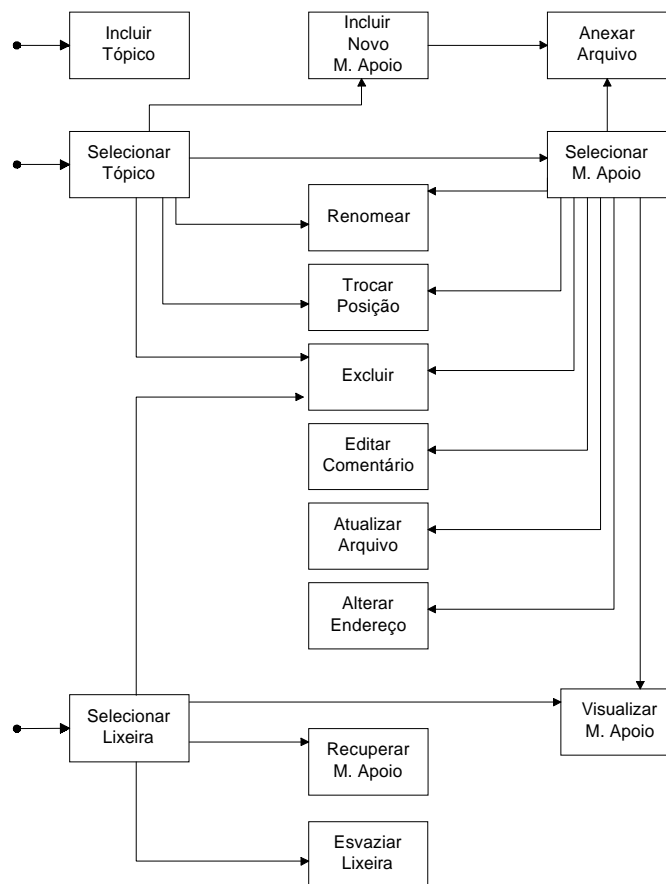 Incluir
Tópico
Incluir
Novo
M. Apoio
Anexar
Arquivo
Selecionar
Tópico
Selecionar
M. Apoio
Renomear
Trocar
Posição
Excluir
Editar
Comentário
Atualizar
Arquivo
Alterar
Endereço
Selecionar
Lixeira
Visualizar
M. Apoio
Recuperar
M. Apoio
Esvaziar
Lixeira